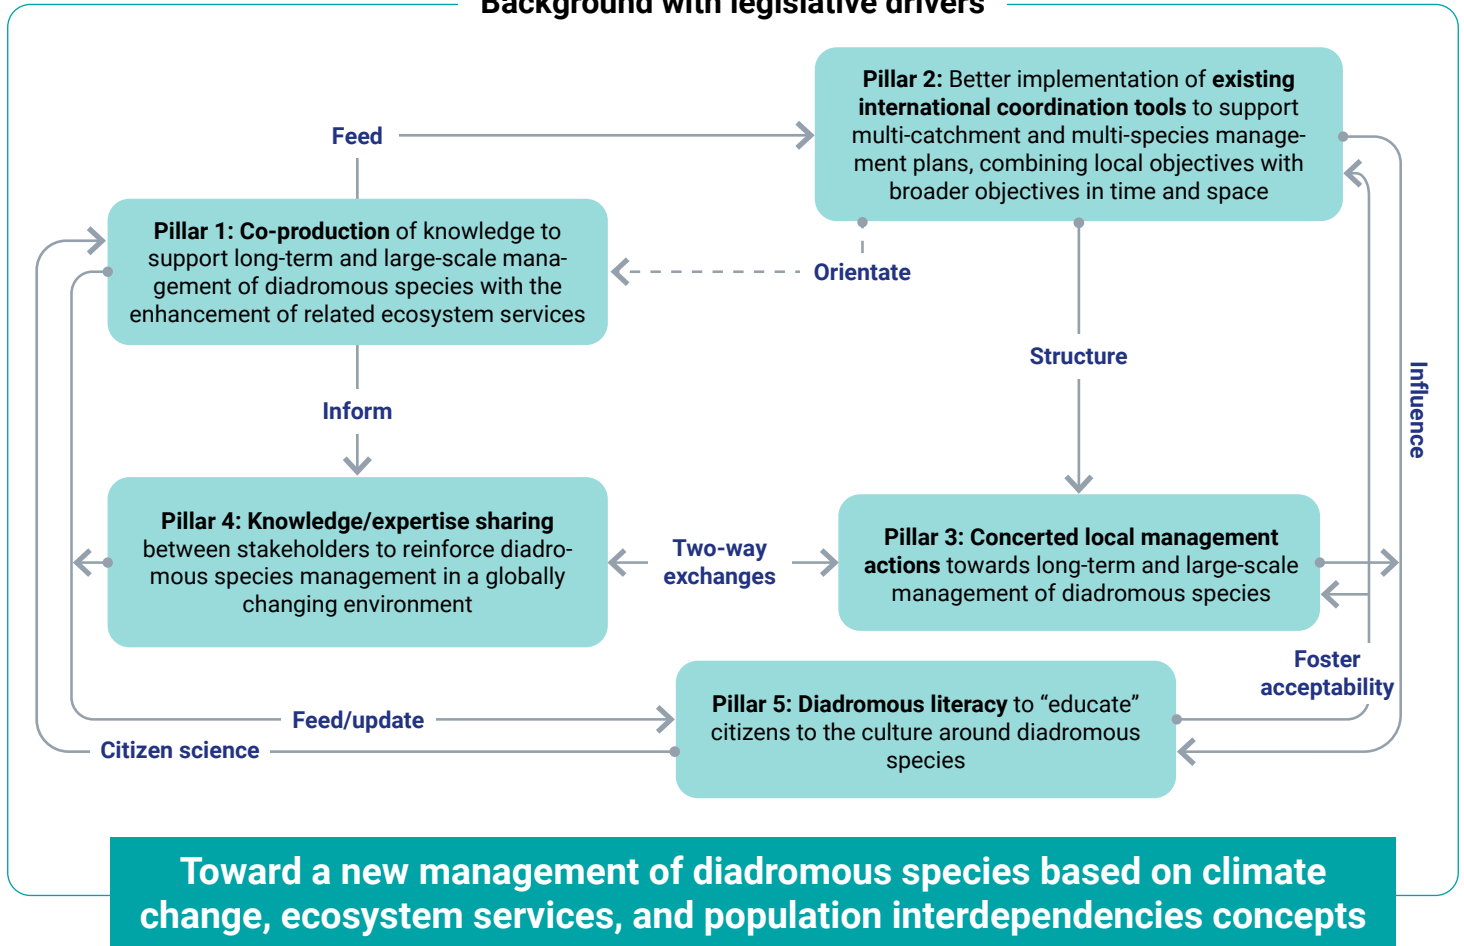 Background with legislative drivers
Pillar 2: Better implementation of existing
international coordination tools to support
multi-catchment and multi-species manage-
ment plans, combining local objectives with
broader objectives in time and space
Feed
Pillar 1: Co-production of knowledge to
support long-term and large-scale mana-
gement of diadromous species with the
enhancement of related ecosystem services
Orientate
Structure
Influence
Inform
Pillar 4: Knowledge/expertise sharing
between stakeholders to reinforce diadro-
mous species management in a globally
changing environment
Two-way
exchanges
Pillar 3: Concerted local management
actions towards long-term and large-scale
management of diadromous species
Foster
acceptability
Pillar 5: Diadromous literacy to “educate”
citizens to the culture around diadromous
species
Feed/update
Citizen science
Toward a new management of diadromous species based on climate
change, ecosystem services, and population interdependencies concepts